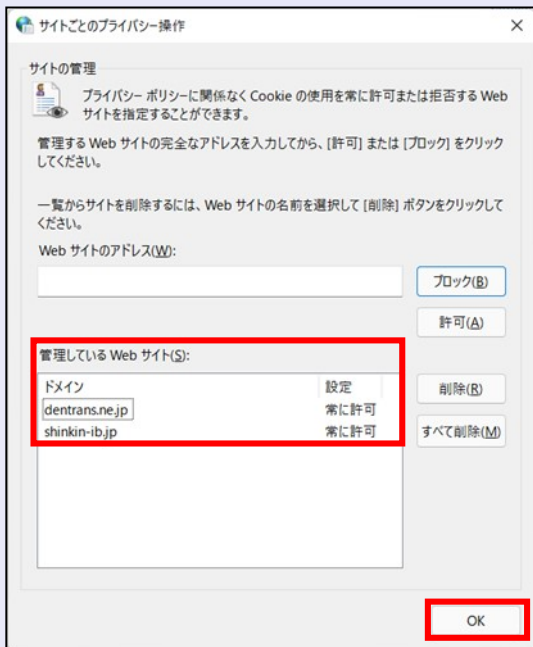 サイトごとのプライバシー操作
サイトの管理
プライバシー ポリシーに関係なく Cookie の使用を常に許可または拒否する Web
サイトを指定することができます。
管理する Web サイトの完全なアドレスを入力してから、[許可] または [ブロック] をクリック
してください。
一覧からサイトを削除するには、Web サイトの名前を選択して [削除] ボタンをクリックして
ください。
Web サイトのアドレス(W):
ブロック(B)
許可(A)
管理している Web サイト(S):
ドメイン 設定
dentrans.ne.jp 常に許可
shinkin-ib.jp 常に許可
削除(R)
すべて削除(M)
OK